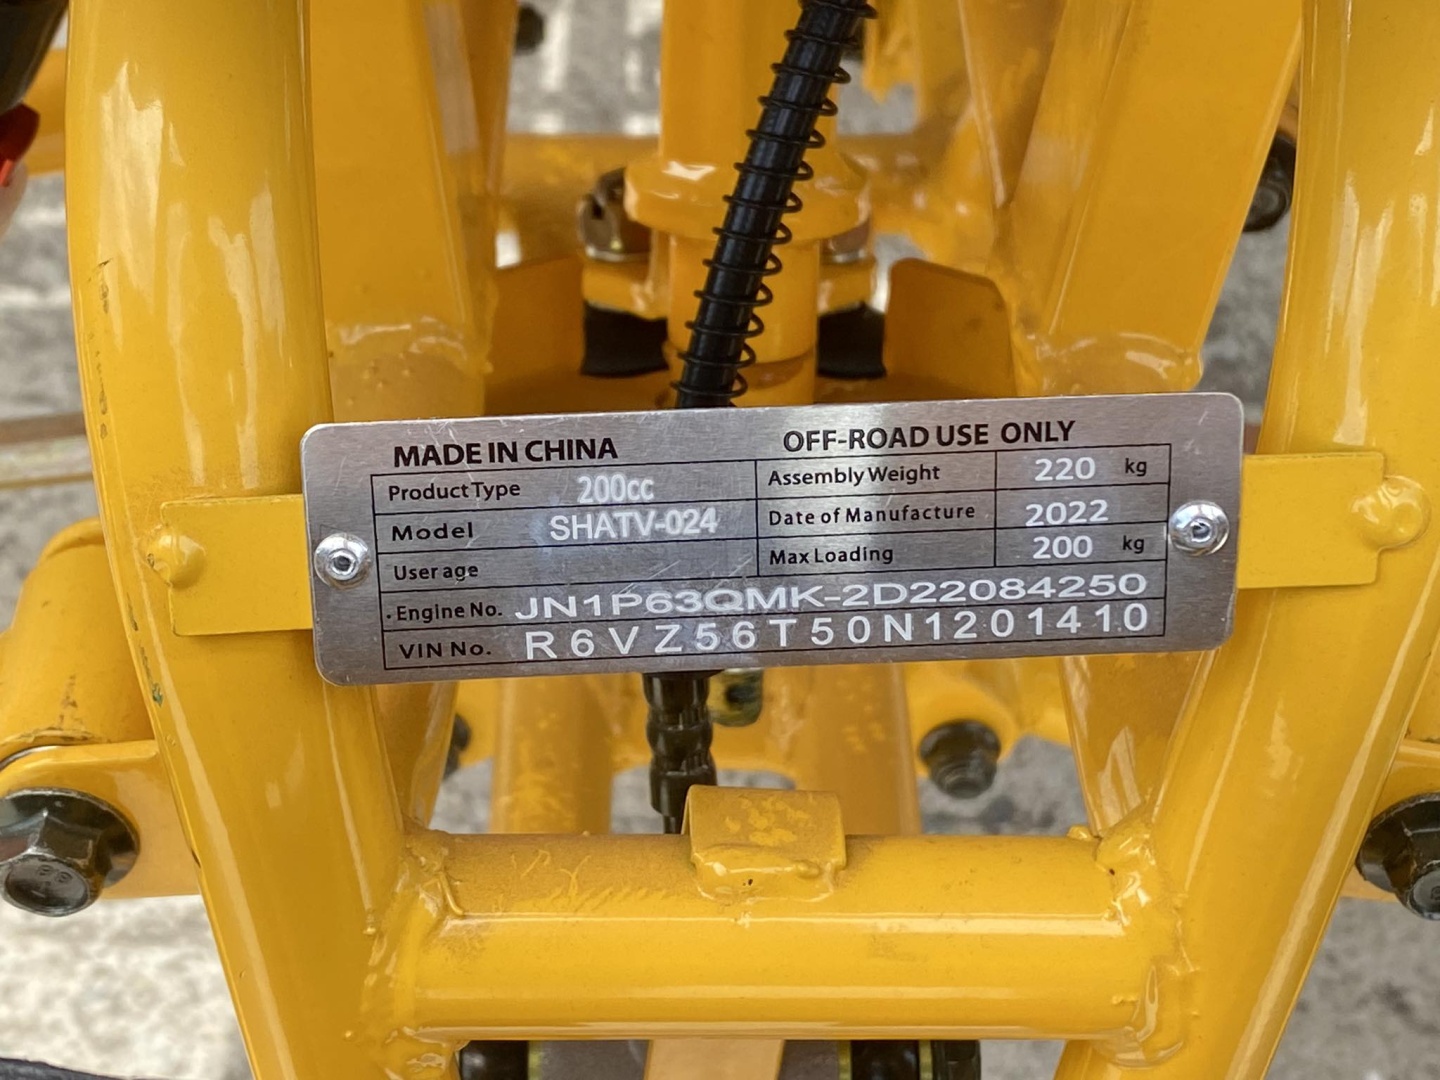 MADE IN CHINA OFF-ROAD USE ONLY
Product Type 200cc Assembly Weight 220 kg
Model SHATV-024 Date of Manufacture 2022
User age Max Loading 200 kg
Engine No. JN1P63QMK-2D22084250
VIN No. R6VZ56T50N1201410